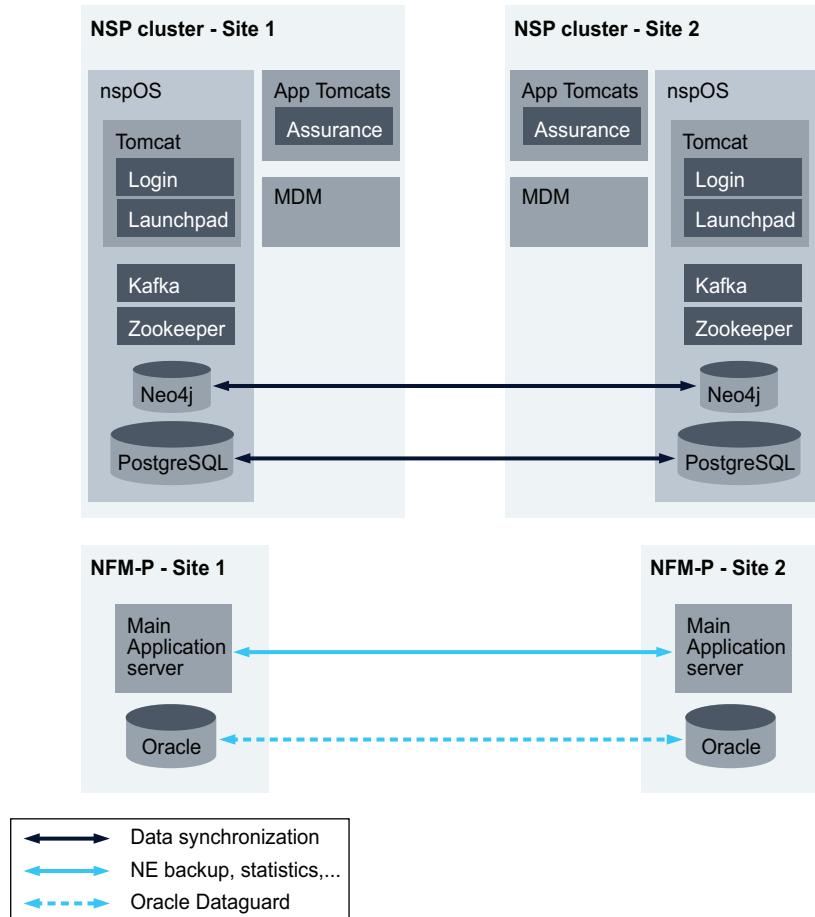 NSP cluster - Site 1
nspOS
Tomcat
Login
Launchpad
Kafka
Zookeeper
Neo4j
PostgreSQL
App Tomcats
Assurance
MDM
NSP cluster - Site 2
App Tomcats
Assurance
MDM
nspOS
Tomcat
Login
Launchpad
Kafka
Zookeeper
Neo4j
PostgreSQL
NFM-P - Site 1
Main
Application
server
Oracle
NFM-P - Site 2
Main
Application
server
Oracle
Data synchronization
NE backup, statistics,...
Oracle Dataguard